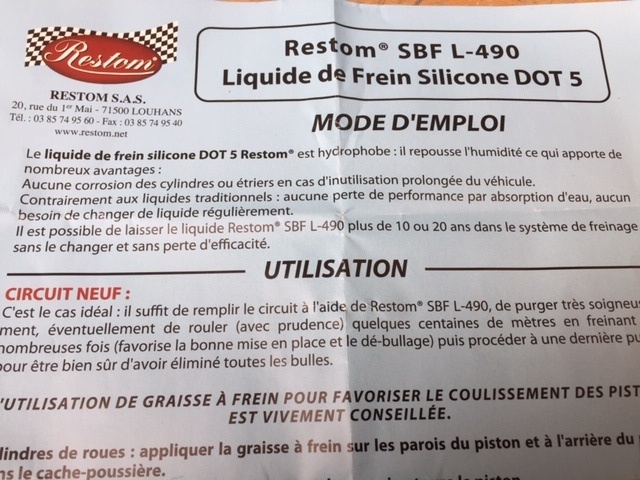 Restom®
RESTOM S.A.S.
20, rue du 1er Mai - 71500 LOUHANS
Tél. : 03 85 74 95 60 - Fax : 03 85 74 95 40
www.restom.net
Restom® SBF L-490
Liquide de Frein Silicone DOT 5
MODE D'EMPLOI
Le liquide de frein silicone DOT 5 Restom® est hydrophobe : il repousse l'humidité ce qui apporte de
nombreux avantages :
Aucune corrosion des cylindres ou étriers en cas d'inutilisation prolongée du véhicule.
Contrairement aux liquides traditionnels : aucune perte de performance par absorption d'eau, aucun
besoin de changer de liquide régulièrement.
Il est possible de laisser le liquide Restom® SBF L-490 plus de 10 ou 20 ans dans le système de freinage
sans le changer et sans perte d'efficacité.
UTILISATION
CIRCUIT NEUF :
C'est le cas idéal : il suffit de remplir le circuit à l'aide de Restom® SBF L-490, de purger très soigneu
ment, éventuellement de rouler (avec prudence) quelques centaines de mètres en freinant
nombreuses fois (favorise la bonne mise en place et le dé-bullage) puis procéder à une dernière pu
pour être bien sûr d'avoir éliminé toutes les bulles.
L'UTILISATION DE GRAISSE À FREIN POUR FAVORISER LE COULISSEMENT DES PIST
EST VIVEMENT CONSEILLÉE.
lindres de roues : appliquer la graisse à frein sur les parois du piston et à l'arrière du
ns le cache-poussière.